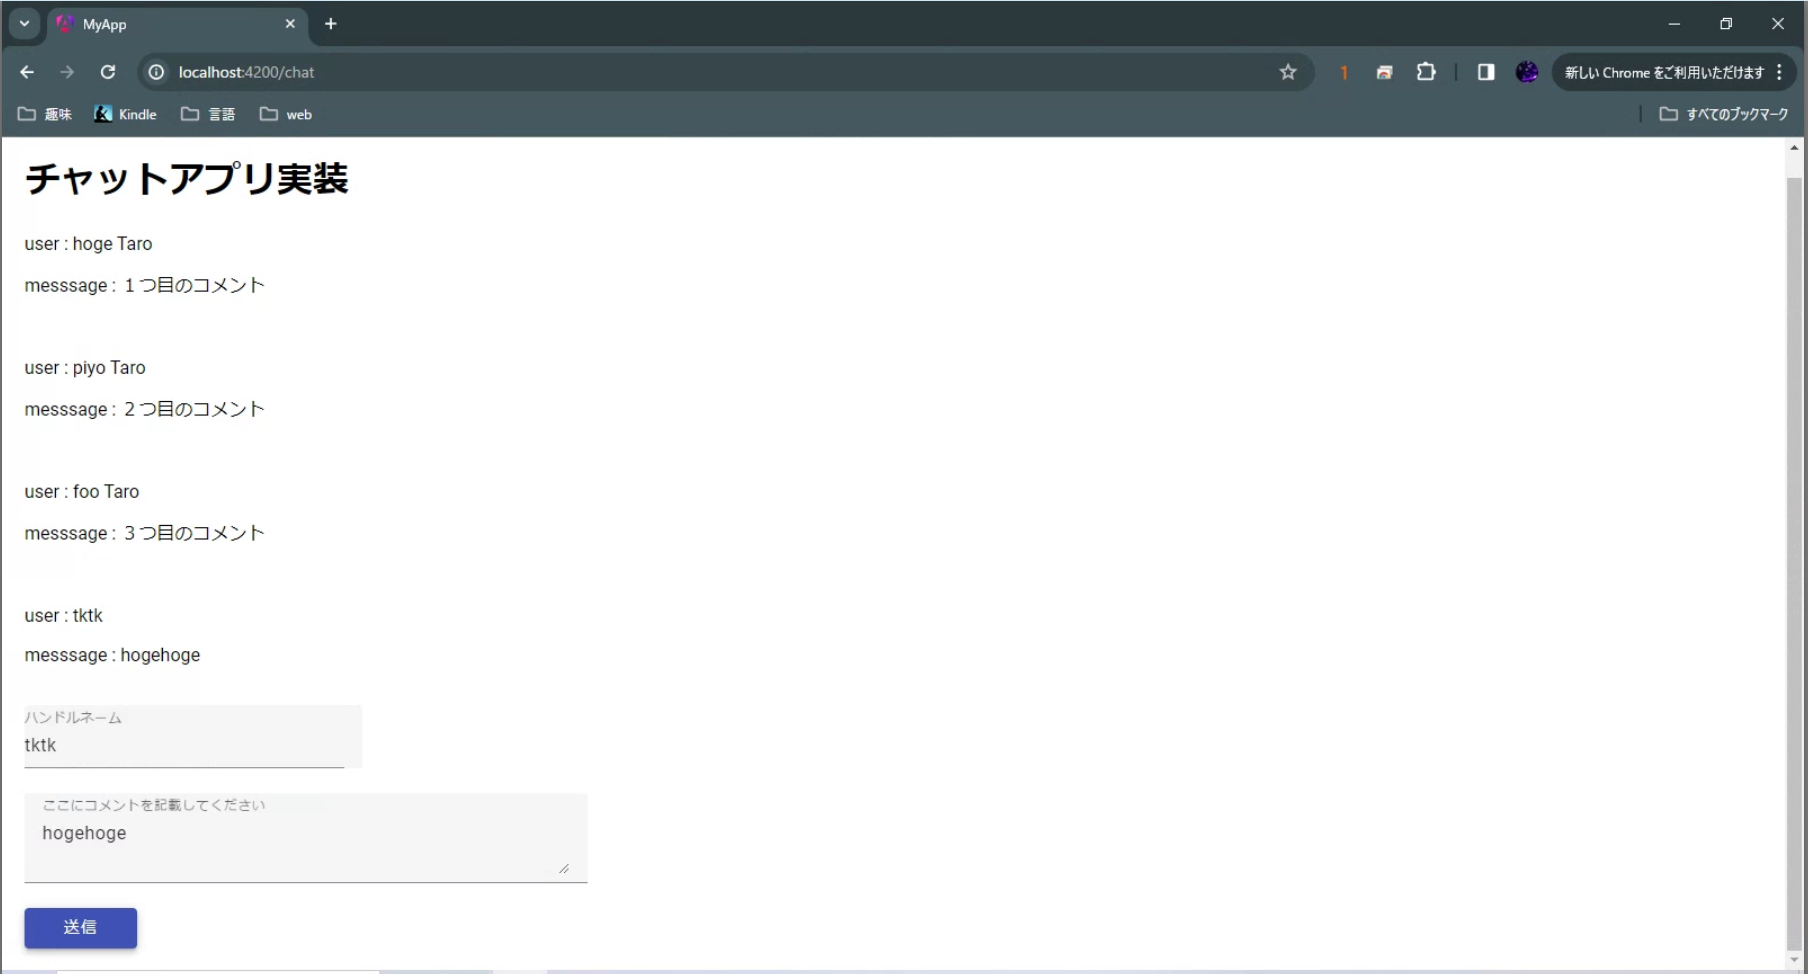 MyApp
localhost:4200/chat
1
新しい Chrome をご利用いただけます
趣味
Kindle
言語
web
すべてのブックマーク
チャットアプリ実装
user : hoge Taro
messsage : １つ目のコメント
user : piyo Taro
messsage : ２つ目のコメント
user : foo Taro
messsage : ３つ目のコメント
user : tktk
messsage : hogehoge
ハンドルネーム
tktk
ここにコメントを記載してください
hogehoge
送信